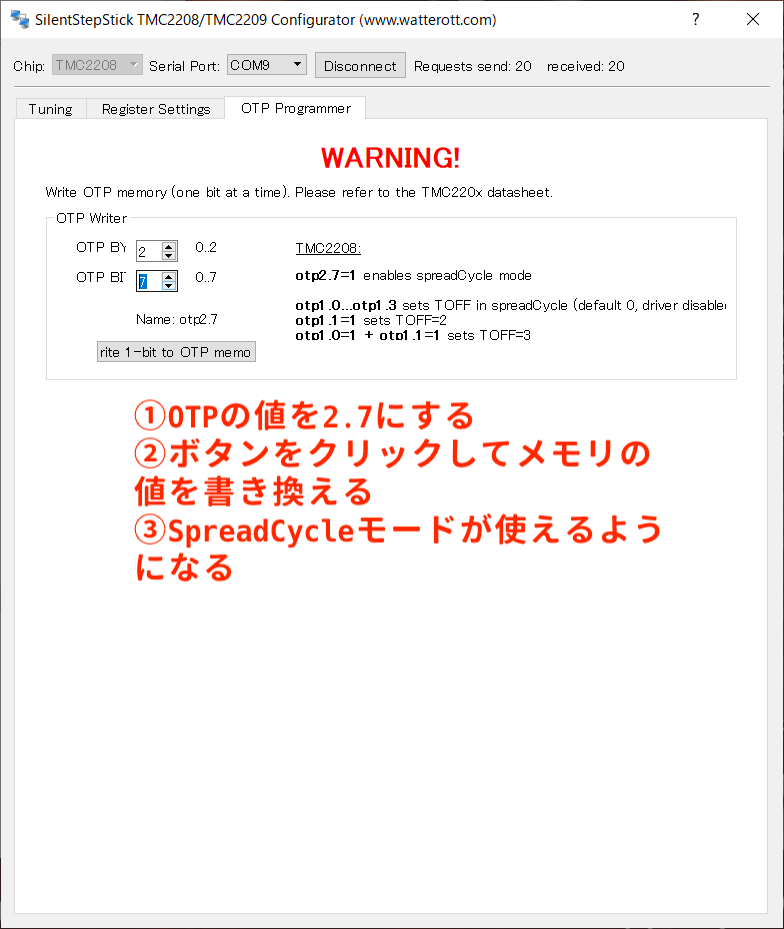 SilentStepStick TMC2208/TMC2209 Configurator (www.watterott.com)
Chip: TMC2208 Serial Port: COM9 Disconnect Requests send: 20 received: 20
Tuning Register Settings OTP Programmer
WARNING!
Write OTP memory (one bit at a time). Please refer to the TMC220x datasheet.
OTP Writer
OTP BY 2 0..2
TMC2208:
OTP BI 7 0..7
otp2.7=1 enables spreadCycle mode
otp1.0...otp1.3 sets TOFF in spreadCycle (default 0, driver disable
Name: otp2.7
otp1.1=1 sets TOFF=2
otp1.0=1 + otp1.1=1 sets TOFF=3
rite 1-bit to OTP memo
①OTPの値を2.7にする
②ボタンをクリックしてメモリの
値を書き換える
③SpreadCycleモードが使えるよう
になる